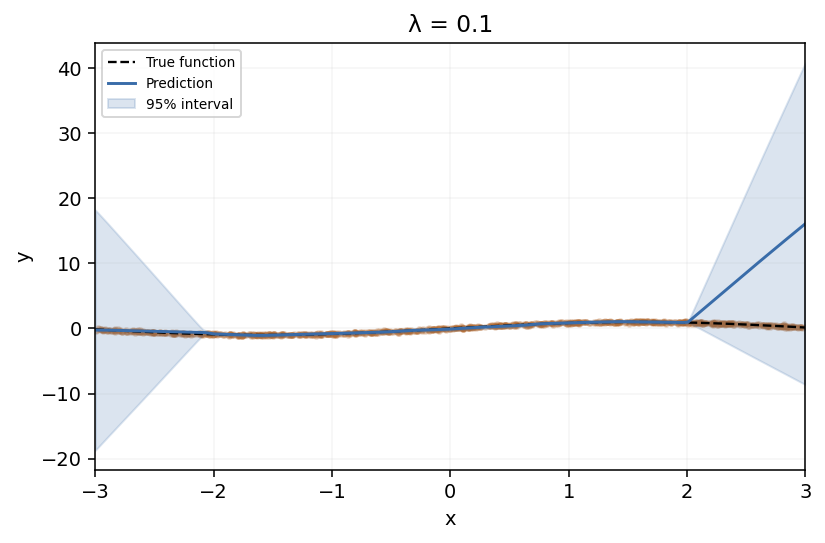 λ = 0.1
True function
Prediction
95% interval
40
30
20
10
0
−10
−20
y
−3 −2 −1 0 1 2 3
x